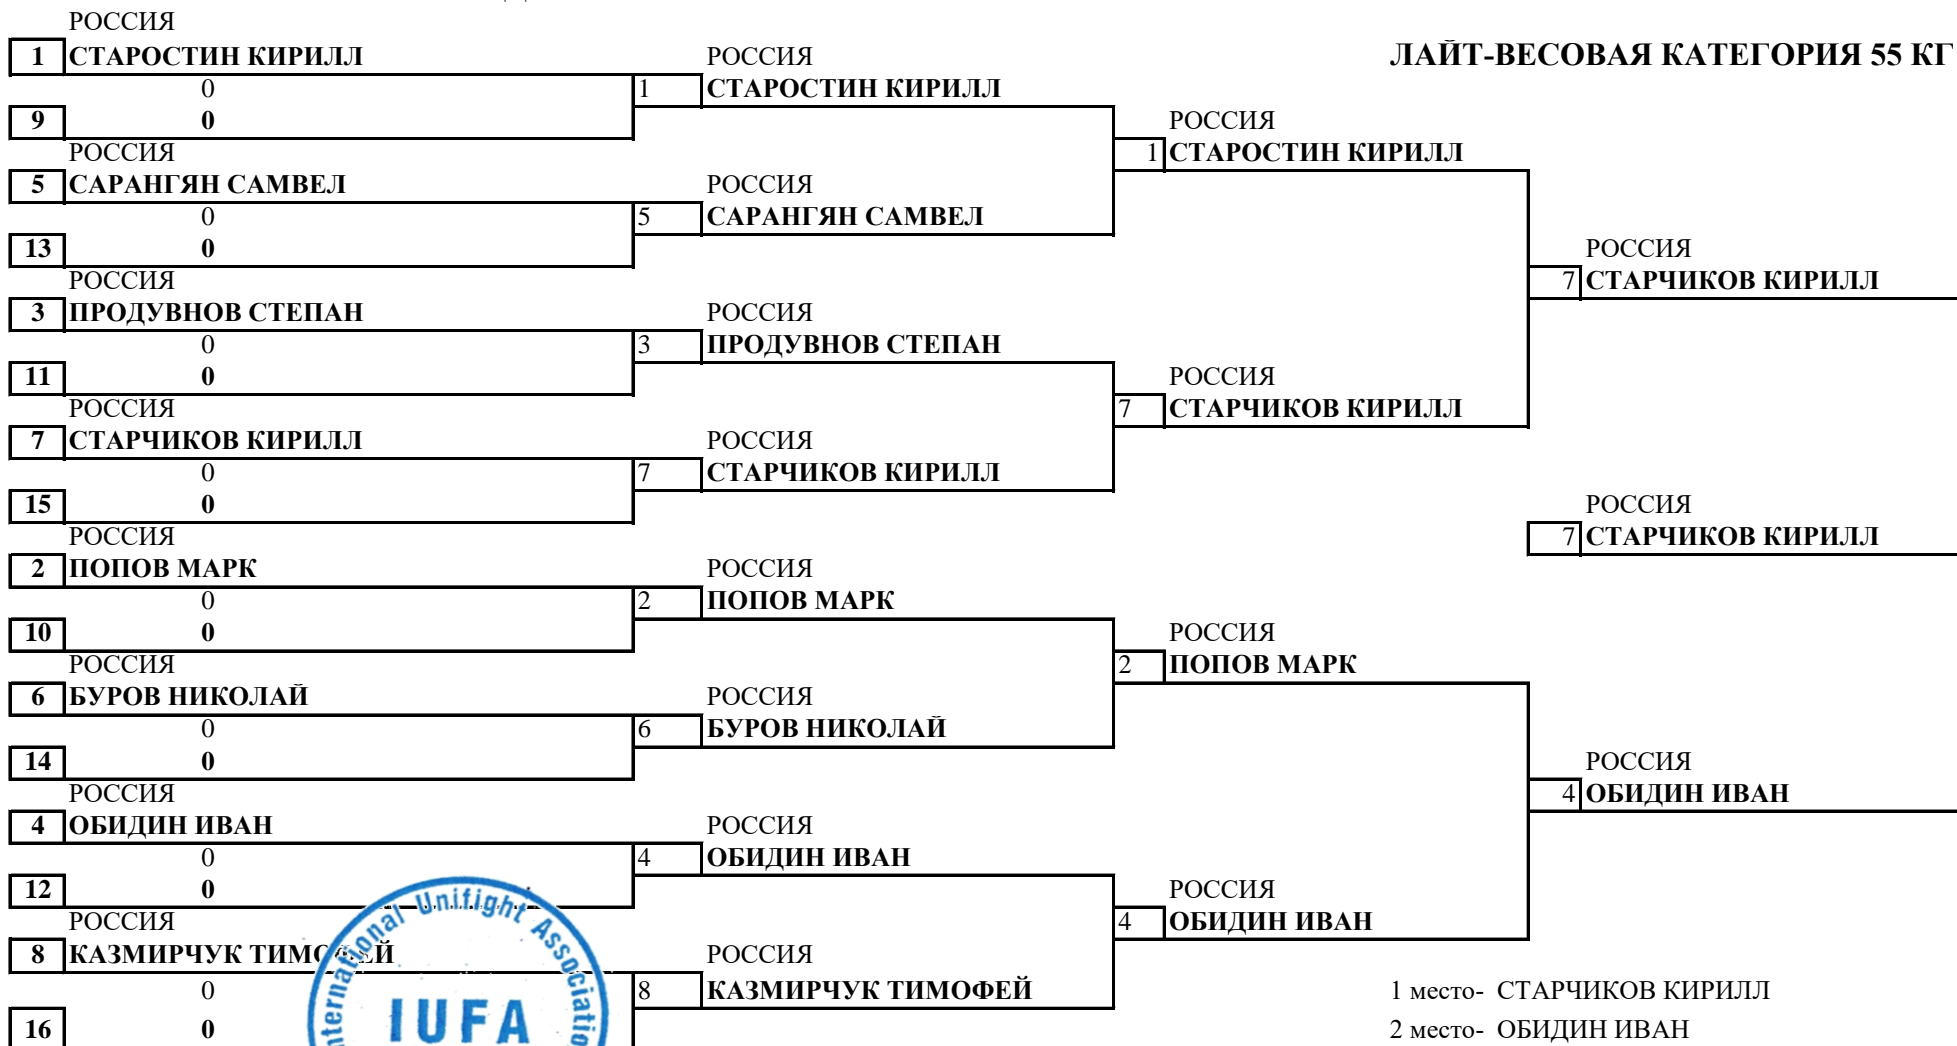 РОССИЯ
1 СТАРОСТИН КИРИЛЛ РОССИЯ ЛАЙТ-ВЕСОВАЯ КАТЕГОРИЯ 55 КГ
0 1 СТАРОСТИН КИРИЛЛ
9 0 РОССИЯ
РОССИЯ 1 СТАРОСТИН КИРИЛЛ
5 САРАНГЯН САМВЕЛ РОССИЯ
0 5 САРАНГЯН САМВЕЛ
13 0 РОССИЯ
РОССИЯ 7 СТАРЧИКОВ КИРИЛЛ
3 ПРОДУВНОВ СТЕПАН РОССИЯ
0 3 ПРОДУВНОВ СТЕПАН
11 0 РОССИЯ
РОССИЯ 7 СТАРЧИКОВ КИРИЛЛ
7 СТАРЧИКОВ КИРИЛЛ РОССИЯ
0 7 СТАРЧИКОВ КИРИЛЛ
15 0 РОССИЯ
РОССИЯ 7 СТАРЧИКОВ КИРИЛЛ
2 ПОПОВ МАРК РОССИЯ
0 2 ПОПОВ МАРК
10 0 РОССИЯ
РОССИЯ 2 ПОПОВ МАРК
6 БУРОВ НИКОЛАЙ РОССИЯ
0 6 БУРОВ НИКОЛАЙ
14 0 РОССИЯ
РОССИЯ 4 ОБИДИН ИВАН
4 ОБИДИН ИВАН РОССИЯ
0 4 ОБИДИН ИВАН
12 0 РОССИЯ
РОССИЯ 4 ОБИДИН ИВАН
8 КАЗМИРЧУК ТИМОФЕЙ РОССИЯ
0 8 КАЗМИРЧУК ТИМОФЕЙ 1 место- СТАРЧИКОВ КИРИЛЛ
16 0 2 место- ОБИДИН ИВАН
International Unifight Association
IUFA